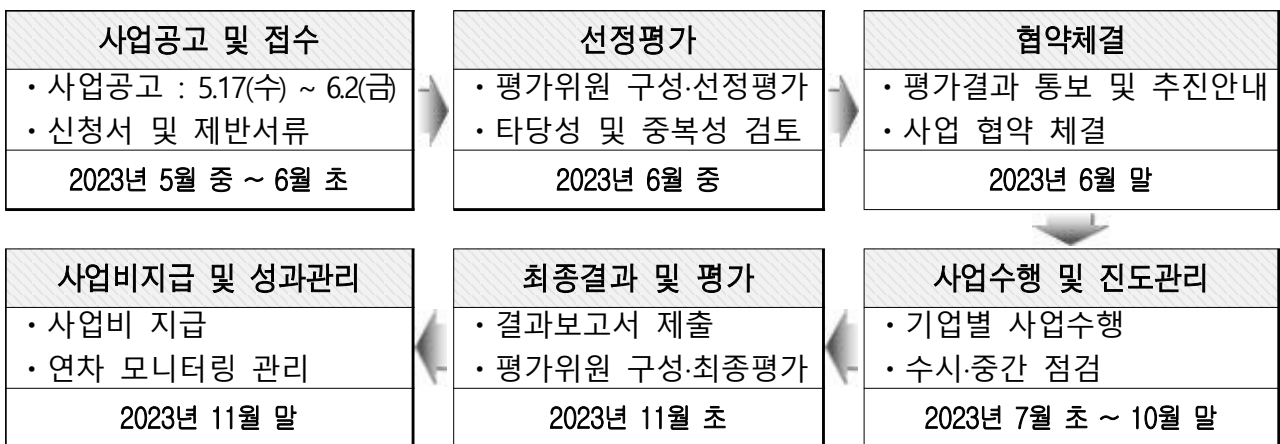 사업공고 및 접수
・사업공고 : 5.17(수) ~ 6.2(금)
・신청서 및 제반서류
2023년 5월 중 ~ 6월 초
선정평가
・평가위원 구성·선정평가
・타당성 및 중복성 검토
2023년 6월 중
협약체결
・평가결과 통보 및 추진안내
・사업 협약 체결
2023년 6월 말
사업수행 및 진도관리
・기업별 사업수행
・수시·중간 점검
2023년 7월 초 ~ 10월 말
최종결과 및 평가
・결과보고서 제출
・평가위원 구성·최종평가
2023년 11월 초
사업비지급 및 성과관리
・사업비 지급
・연차 모니터링 관리
2023년 11월 말